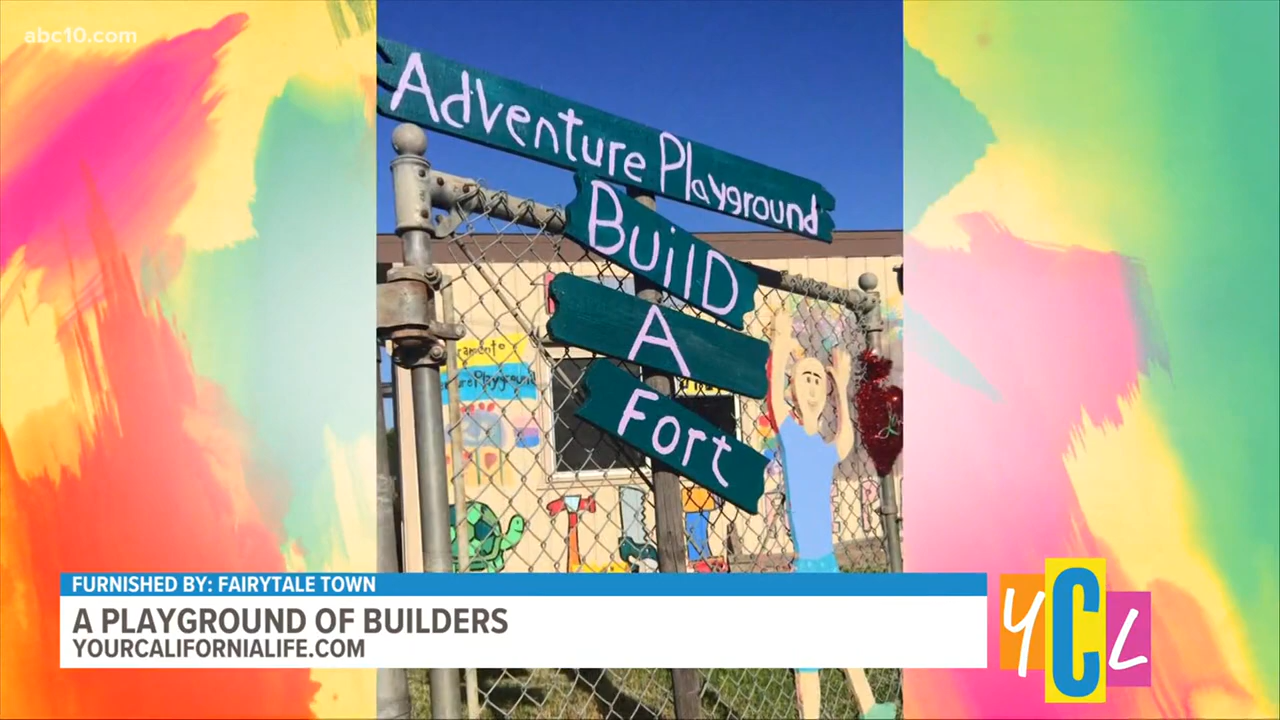 abc10.com
Adventure Playground
BuilD
A
Fort
FURNISHED BY: FAIRYTALE TOWN
A PLAYGROUND OF BUILDERS
YOURCALIFORNIALIFE.COM
YCL